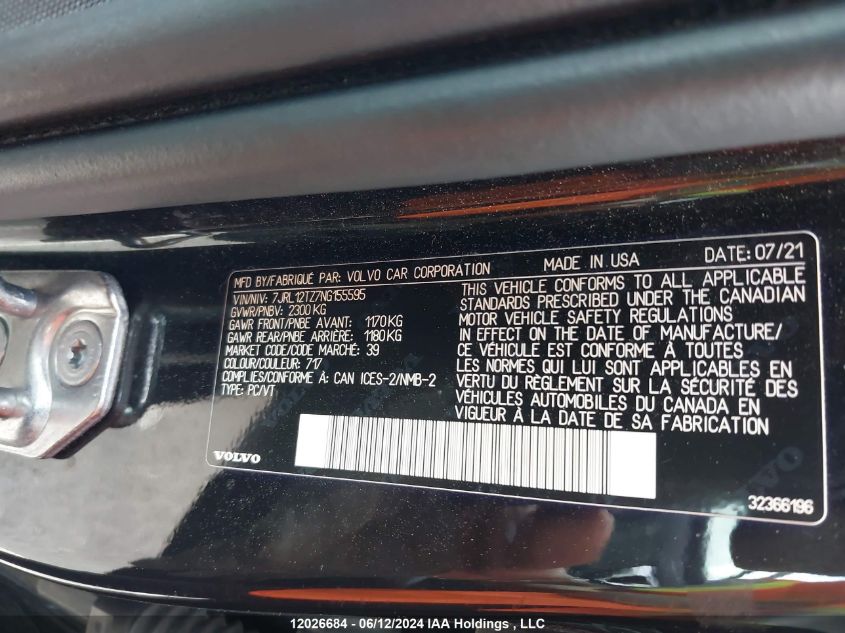 MFD BY/FABRIQUÉ PAR: VOLVO CAR CORPORATION MADE IN USA DATE: 07/21
VIN/NIV: 7JRL12TZ7NG155595
GVWR/PNBV: 2300 KG
GAWR FRONT/PNBE AVANT: 1170 KG
GAWR REAR/PNBE ARRIÈRE: 1180 KG
MARKET CODE/CODE MARCHÉ: 39
COLOUR/COULEUR: 717
COMPLIES/CONFORME À: CAN ICES-2/NMB-2
TYPE: PC/VT
THIS VEHICLE CONFORMS TO ALL APPLICABLE
STANDARDS PRESCRIBED UNDER THE CANADIAN
MOTOR VEHICLE SAFETY REGULATIONS
IN EFFECT ON THE DATE OF MANUFACTURE/
CE VÉHICULE EST CONFORME À TOUTES
LES NORMES QUI LUI SONT APPLICABLES EN
VERTU DU RÈGLEMENT SUR LA SÉCURITÉ DES
VÉHICULES AUTOMOBILES DU CANADA EN
VIGUEUR À LA DATE DE SA FABRICATION
VOLVO
32366196
12026684 - 06/12/2024 IAA Holdings , LLC